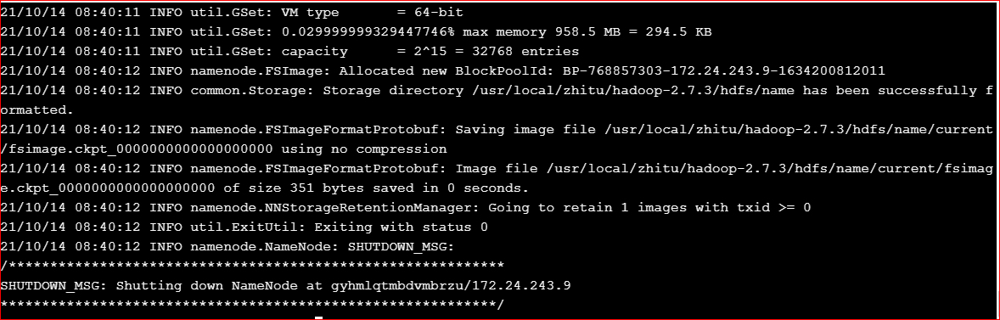 21/10/14 08:40:11 INFO util.GSet: VM type       = 64-bit
21/10/14 08:40:11 INFO util.GSet: 0.029999999329447746% max memory 958.5 MB = 294.5 KB
21/10/14 08:40:11 INFO util.GSet: capacity      = 2^15 = 32768 entries
21/10/14 08:40:12 INFO namenode.FSImage: Allocated new BlockPoolId: BP-768857303-172.24.243.9-1634200812011
21/10/14 08:40:12 INFO common.Storage: Storage directory /usr/local/zhitu/hadoop-2.7.3/hdfs/name has been successfully f
ormatted.
21/10/14 08:40:12 INFO namenode.FSImageFormatProtobuf: Saving image file /usr/local/zhitu/hadoop-2.7.3/hdfs/name/current
/fsimage.ckpt_0000000000000000000 using no compression
21/10/14 08:40:12 INFO namenode.FSImageFormatProtobuf: Image file /usr/local/zhitu/hadoop-2.7.3/hdfs/name/current/fsimag
e.ckpt_0000000000000000000 of size 351 bytes saved in 0 seconds.
21/10/14 08:40:12 INFO namenode.NNStorageRetentionManager: Going to retain 1 images with txid >= 0
21/10/14 08:40:12 INFO util.ExitUtil: Exiting with status 0
21/10/14 08:40:12 INFO namenode.NameNode: SHUTDOWN_MSG:
/************************************************************
SHUTDOWN_MSG: Shutting down NameNode at gyhmlqtmbdvmbrzu/172.24.243.9
************************************************************/